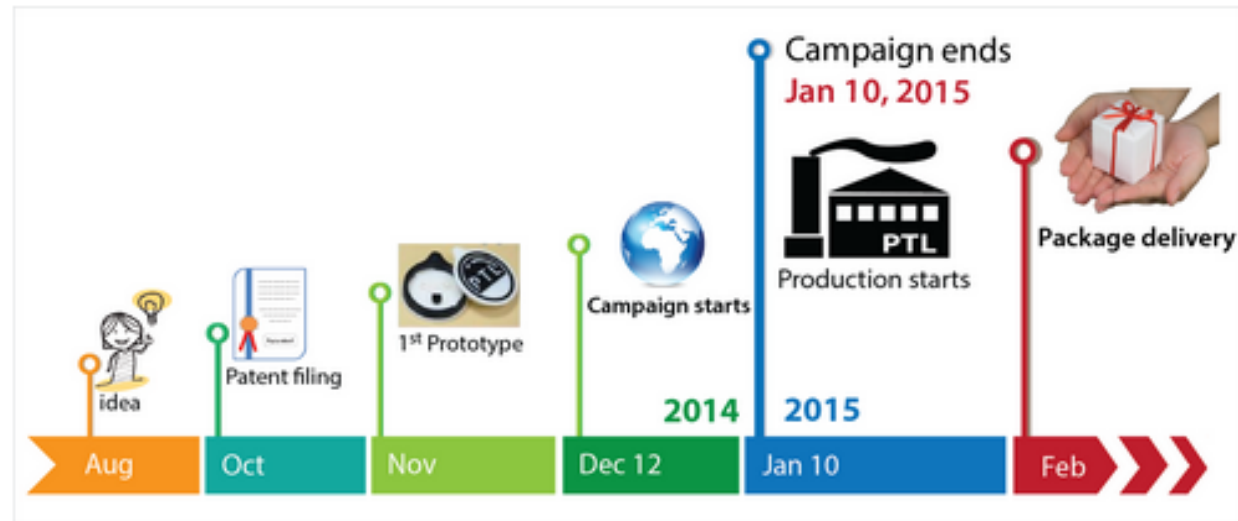 Campaign ends
Jan 10, 2015
PTL
Production starts
Package delivery
Campaign starts
PTL
1st Prototype
Patent filing
idea
2014
2015
Aug
Oct
Nov
Dec 12
Jan 10
Feb